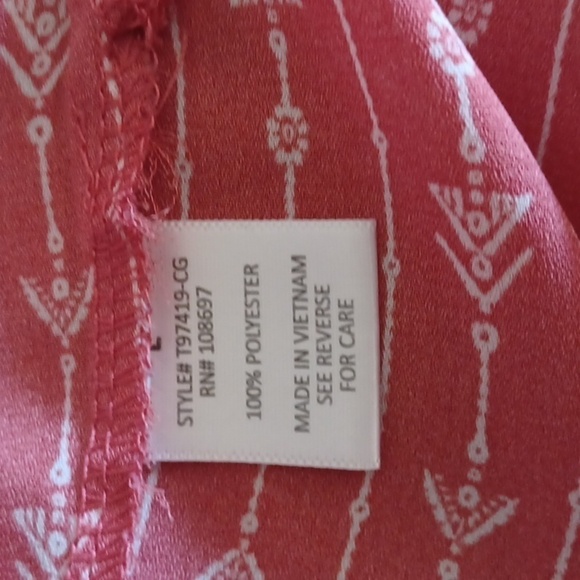 STYLE# T97419-CG
RN# 108697
100% POLYESTER
MADE IN VIETNAM
SEE REVERSE
FOR CARE